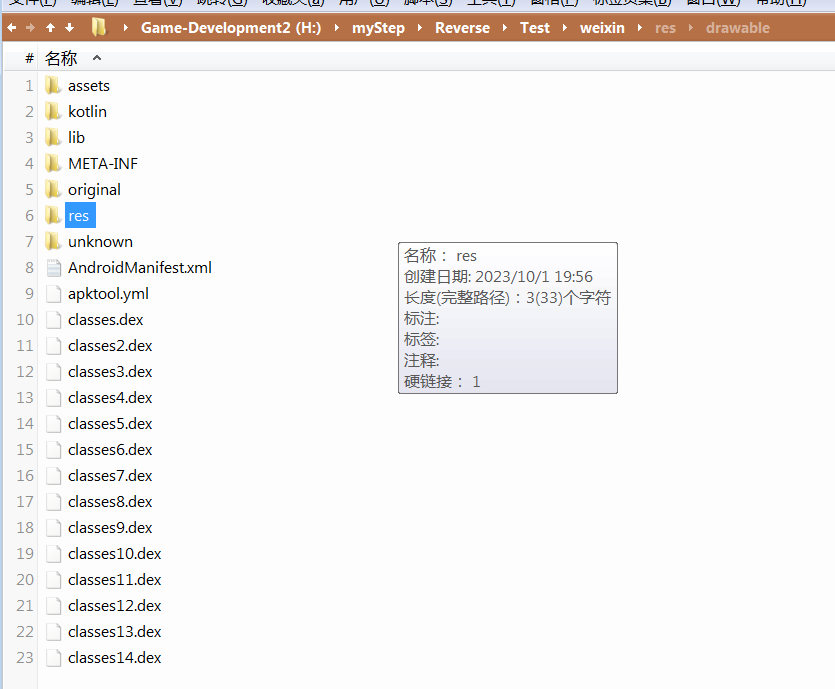 Game-Development2 (H:) myStep Reverse Test weixin res drawable
# 名称
1 assets
2 kotlin
3 lib
4 META-INF
5 original
6 res
7 unknown
8 AndroidManifest.xml
9 apktool.yml
10 classes.dex
11 classes2.dex
12 classes3.dex
13 classes4.dex
14 classes5.dex
15 classes6.dex
16 classes7.dex
17 classes8.dex
18 classes9.dex
19 classes10.dex
20 classes11.dex
21 classes12.dex
22 classes13.dex
23 classes14.dex
名称： res
创建日期: 2023/10/1 19:56
长度(完整路径)：3(33)个字符
标注:
标签:
注释:
硬链接： 1